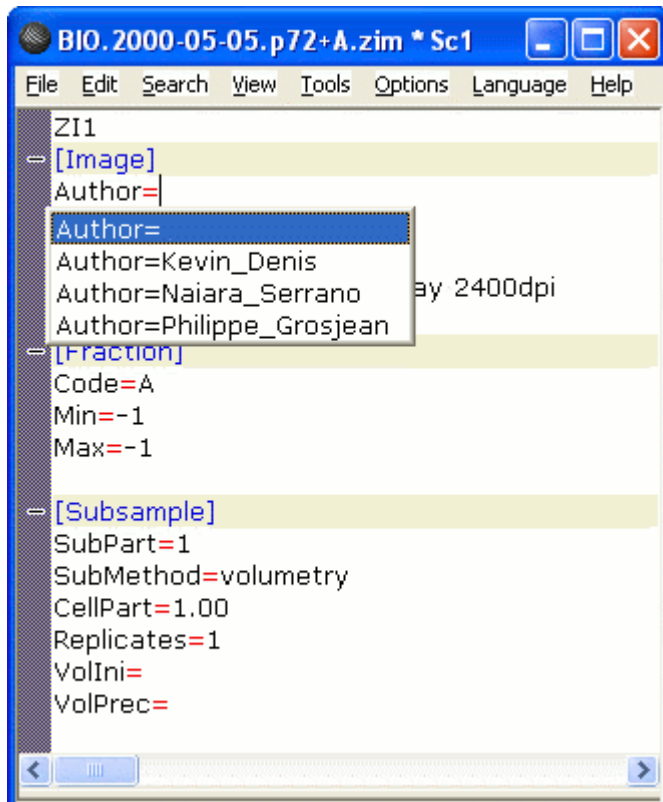 BIO.2000-05-05.p72+A.zim * Sc1
File Edit Search View Tools Options Language Help
ZI1
[Image]
Author=
Author=
Author=Kevin_Denis
Author=Naiara_Serrano
ay 2400dpi
Author=Philippe_Grosjean
[Fraction]
Code=A
Min=-1
Max=-1
[Subsample]
SubPart=1
SubMethod=volumetry
CellPart=1.00
Replicates=1
VolIni=
VolPrec=